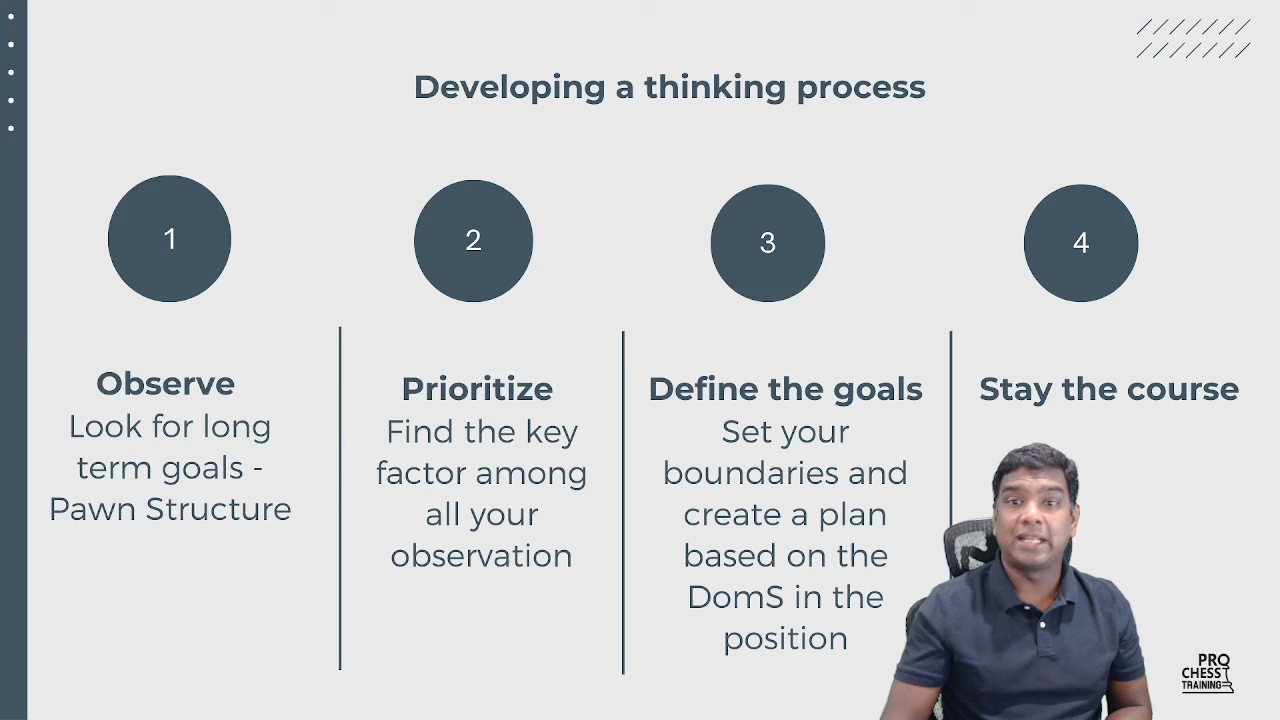 Developing a thinking process
1
Observe
Look for long
term goals -
Pawn Structure
2
Prioritize
Find the key
factor among
all your
observation
3
Define the goals
Set your
boundaries and
create a plan
based on the
DomS in the
position
4
Stay the course
PRO
CHESS
TRAINING